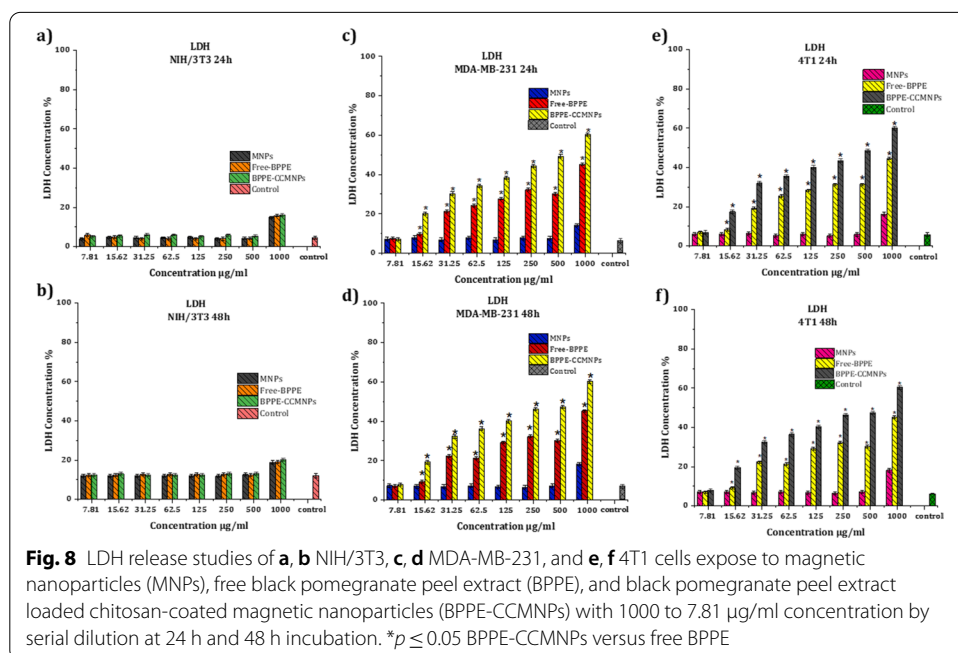 a)
LDH
NIH/3T3 24h
LDH Concentration %
100
80
60
40
20
0
MNPs
Free-BPPE
BPPE-CCMNPs
Control
7.81 15.62 31.25 62.5 125 250 500 1000 control
Concentration µg/ml
c)
LDH
MDA-MB-231 24h
LDH Concentration %
100
80
60
40
20
0
MNPs
Free-BPPE
BPPE-CCMNPs
Control
7.81 15.62 31.25 62.5 125 250 500 1000 control
Concentration µg/ml
e)
LDH
4T1 24h
LDH Concentration %
100
80
60
40
20
0
MNPs
Free-BPPE
BPPE-CCMNPs
Control
7.81 15.62 31.25 62.5 125 250 500 1000 control
Concentration µg/ml
b)
LDH
NIH/3T3 48h
LDH Concentration %
100
80
60
40
20
0
MNPs
Free-BPPE
BPPE-CCMNPs
Control
7.81 15.62 31.25 62.5 125 250 500 1000 control
Concentration µg/ml
d)
LDH
MDA-MB-231 48h
LDH Concentration %
100
80
60
40
20
0
MNPs
Free-BPPE
BPPE-CCMNPs
Control
7.81 15.62 31.25 62.5 125 250 500 1000 control
Concentration µg/ml
f)
LDH
4T1 48h
LDH Concentration %
100
80
60
40
20
0
MNPs
Free-BPPE
BPPE-CCMNPs
Control
7.81 15.62 31.25 62.5 125 250 500 1000 control
Concentration µg/ml
Fig. 8 LDH release studies of a, b NIH/3T3, c, d MDA-MB-231, and e, f 4T1 cells expose to magnetic
nanoparticles (MNPs), free black pomegranate peel extract (BPPE), and black pomegranate peel extract
loaded chitosan-coated magnetic nanoparticles (BPPE-CCMNPs) with 1000 to 7.81 µg/ml concentration by
serial dilution at 24 h and 48 h incubation. *p ≤ 0.05 BPPE-CCMNPs versus free BPPE